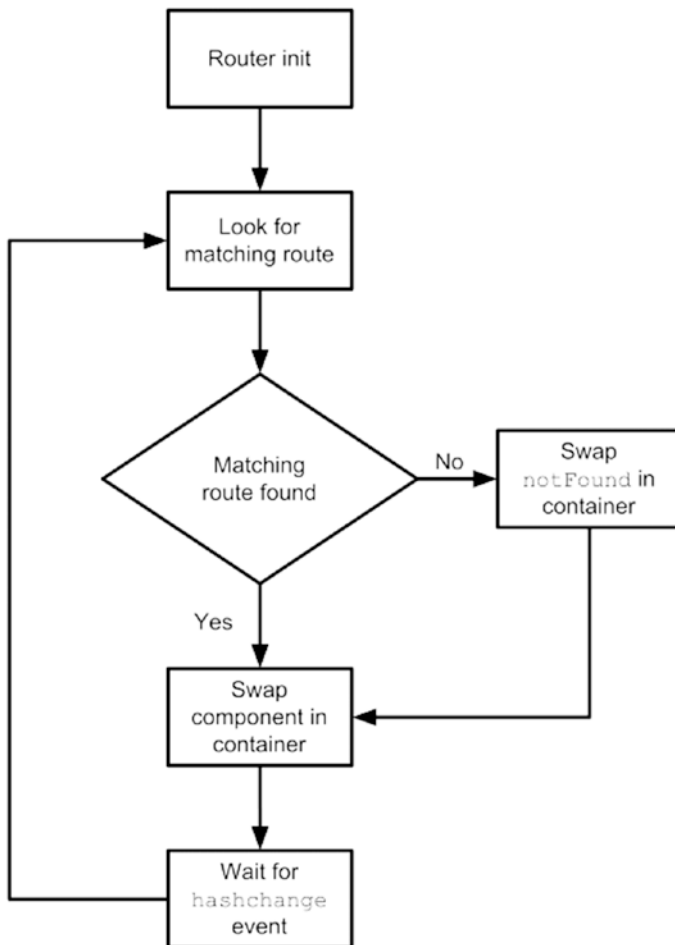 Router init
Look for
matching route
Matching
route found
No
Swap
notFound in
container
Yes
Swap
component in
container
Wait for
hashchange
event